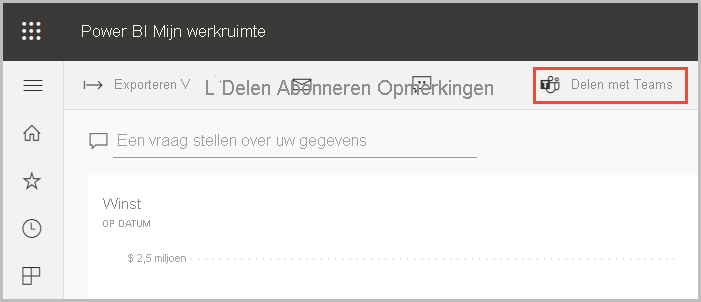 Power BI Mijn werkruimte
Exporteren V L Delen Abonneren Opmerkingen Delen met Teams
Een vraag stellen over uw gegevens
Winst
OP DATUM
$ 2,5 miljoen